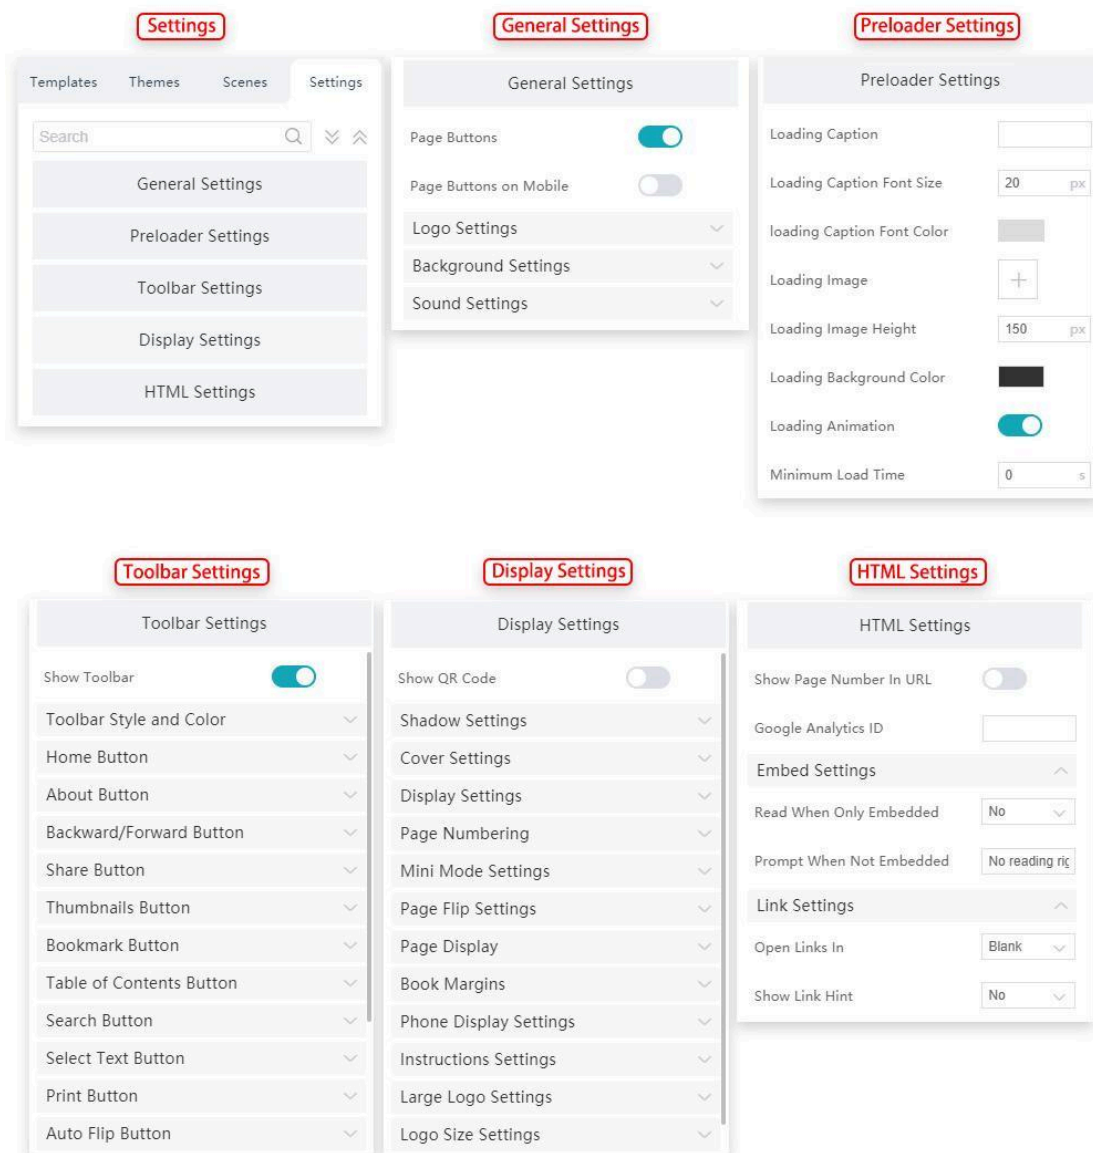 Settings
Templates Themes Scenes Settings
Search
General Settings
Preloader Settings
Toolbar Settings
Display Settings
HTML Settings
General Settings
General Settings
Page Buttons
Page Buttons on Mobile
Logo Settings
Background Settings
Sound Settings
Preloader Settings
Preloader Settings
Loading Caption
Loading Caption Font Size 20 px
loading Caption Font Color
Loading Image
Loading Image Height 150 px
Loading Background Color
Loading Animation
Minimum Load Time 0 s
Toolbar Settings
Toolbar Settings
Show Toolbar
Toolbar Style and Color
Home Button
About Button
Backward/Forward Button
Share Button
Thumbnails Button
Bookmark Button
Table of Contents Button
Search Button
Select Text Button
Print Button
Auto Flip Button
Display Settings
Display Settings
Show QR Code
Shadow Settings
Cover Settings
Display Settings
Page Numbering
Mini Mode Settings
Page Flip Settings
Page Display
Book Margins
Phone Display Settings
Instructions Settings
Large Logo Settings
Logo Size Settings
HTML Settings
HTML Settings
Show Page Number In URL
Google Analytics ID
Embed Settings
Read When Only Embedded No
Prompt When Not Embedded No reading rig
Link Settings
Open Links In Blank
Show Link Hint No